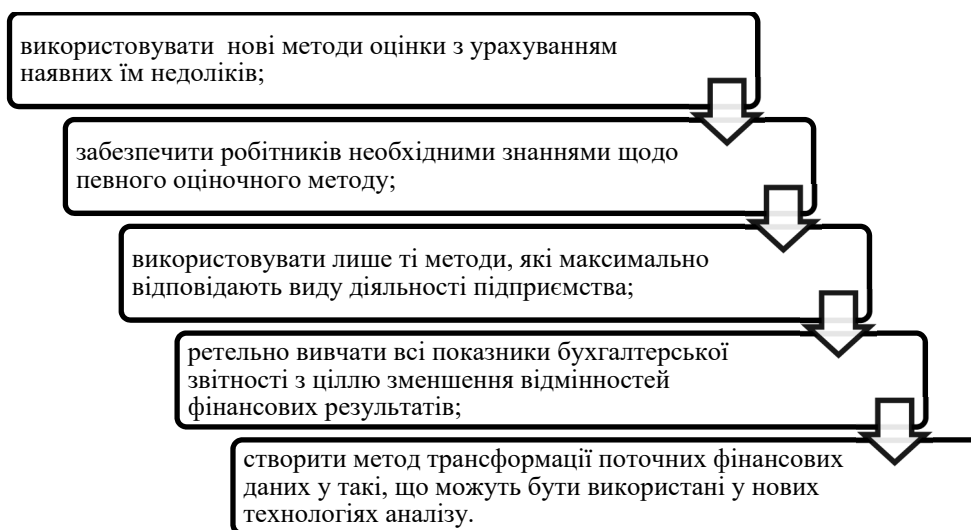 використовувати нові методи оцінки з урахуванням
наявних їм недоліків;
забезпечити робітників необхідними знаннями щодо
певного оціночного методу;
використовувати лише ті методи, які максимально
відповідають виду діяльності підприємства;
ретельно вивчати всі показники бухгалтерської
звітності з ціллю зменшення відмінностей
фінансових результатів;
створити метод трансформації поточних фінансових
даних у такі, що можуть бути використані у нових
технологіях аналізу.